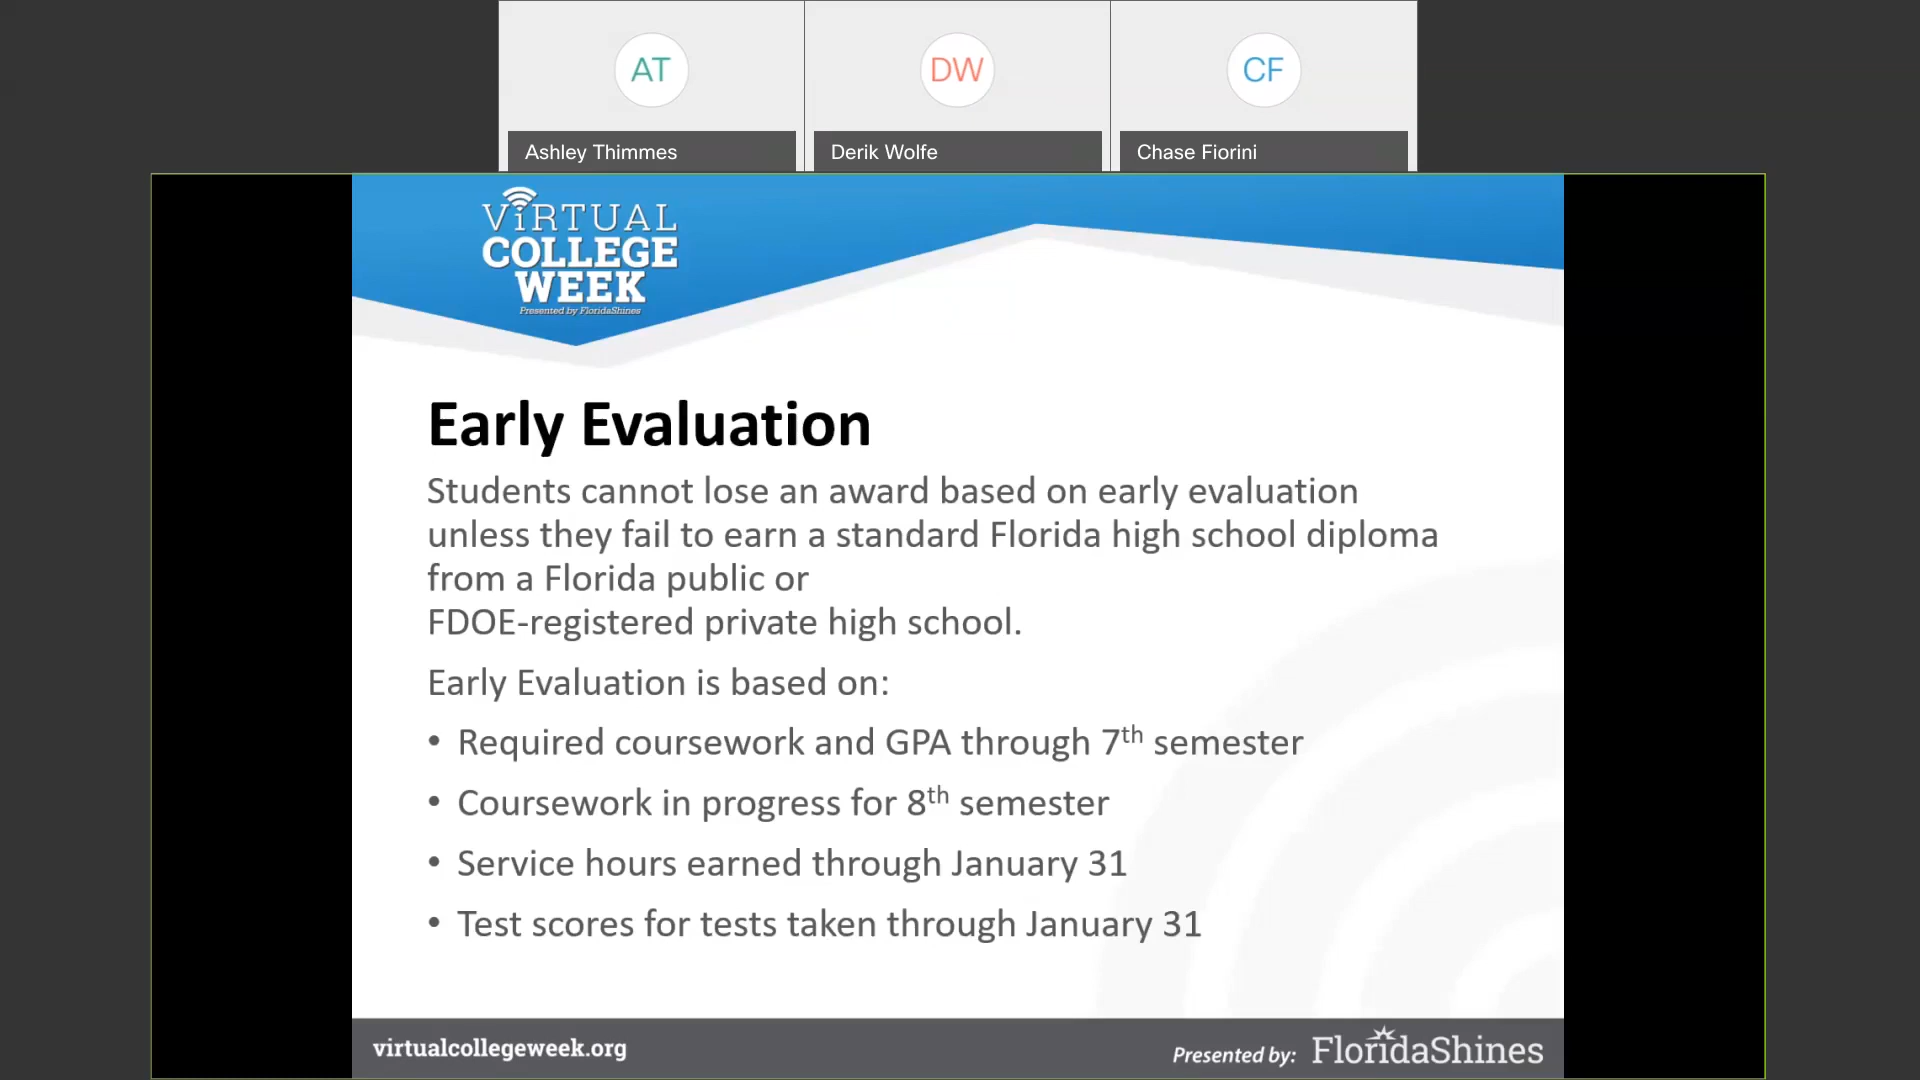 AT
DW
CF
Ashley Thimmes
Derik Wolfe
Chase Fiorini
ViRTUAL
COLLEGE
WEEK
Presented by FloridaShines
Early Evaluation
Students cannot lose an award based on early evaluation
unless they fail to earn a standard Florida high school diploma
from a Florida public or
FDOE-registered private high school.
Early Evaluation is based on:
• Required coursework and GPA through 7th semester
• Coursework in progress for 8th semester
• Service hours earned through January 31
• Test scores for tests taken through January 31
virtualcollegeweek.org
Presented by: FloridaShines